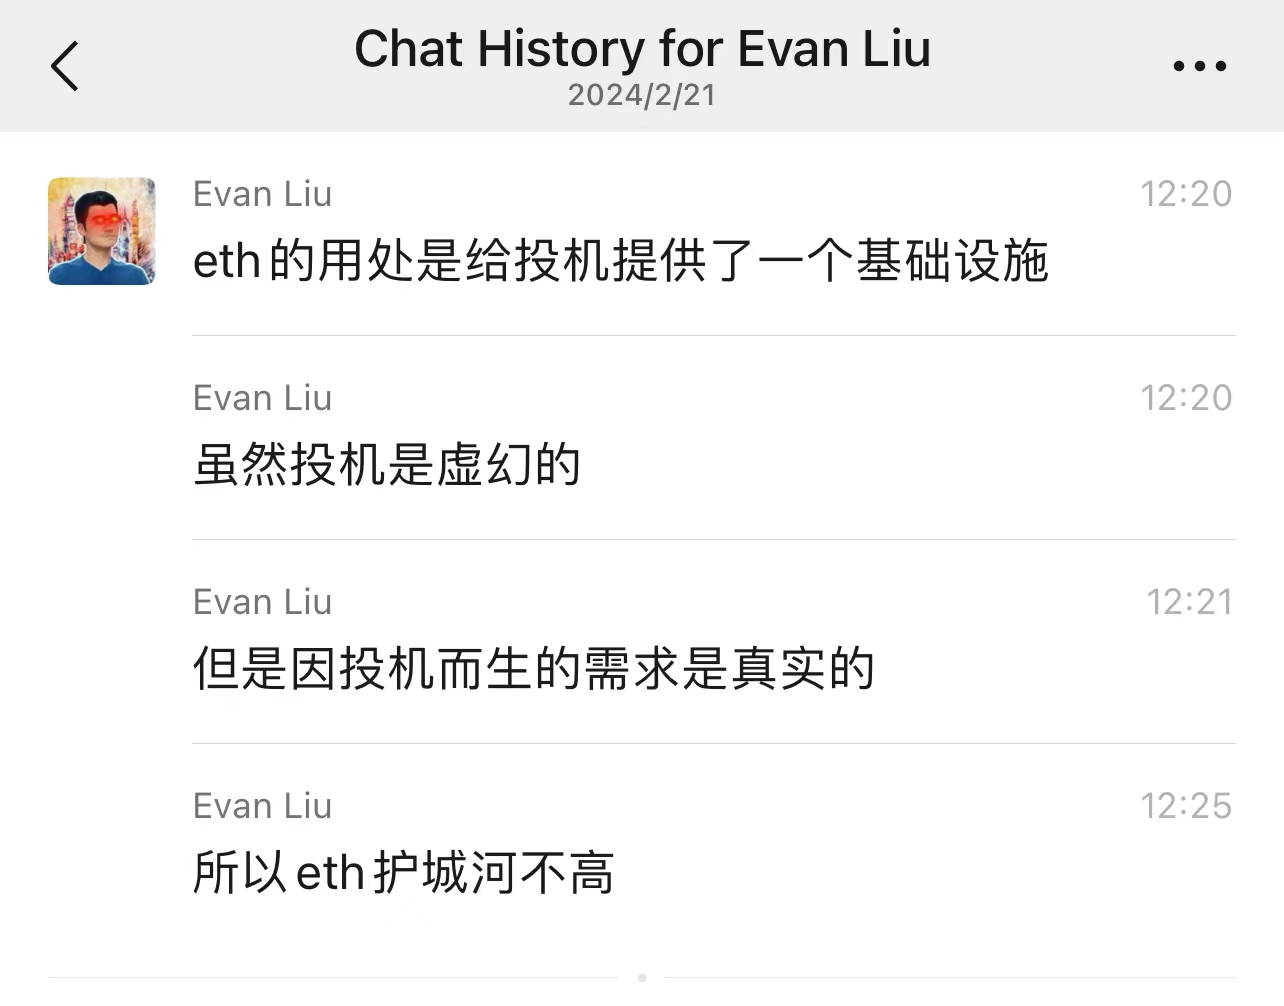 Chat History for Evan Liu
2024/2/21
Evan Liu
12:20
eth的用处是给投机提供了一个基础设施
Evan Liu
12:20
虽然投机是虚幻的
Evan Liu
12:21
但是因投机而生的需求是真实的
Evan Liu
12:25
所以eth护城河不高